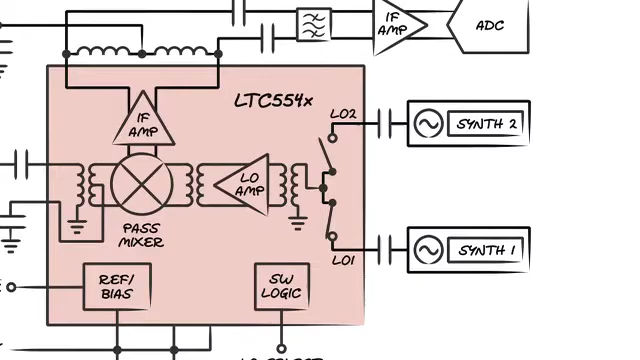 IF
AMP
ADC
LTC554x
LO2
IF
AMP
SYNTH 2
LO
AMP
PASS
MIXER
SYNTH 1
LO1
REF/
BIAS
SW
LOGIC